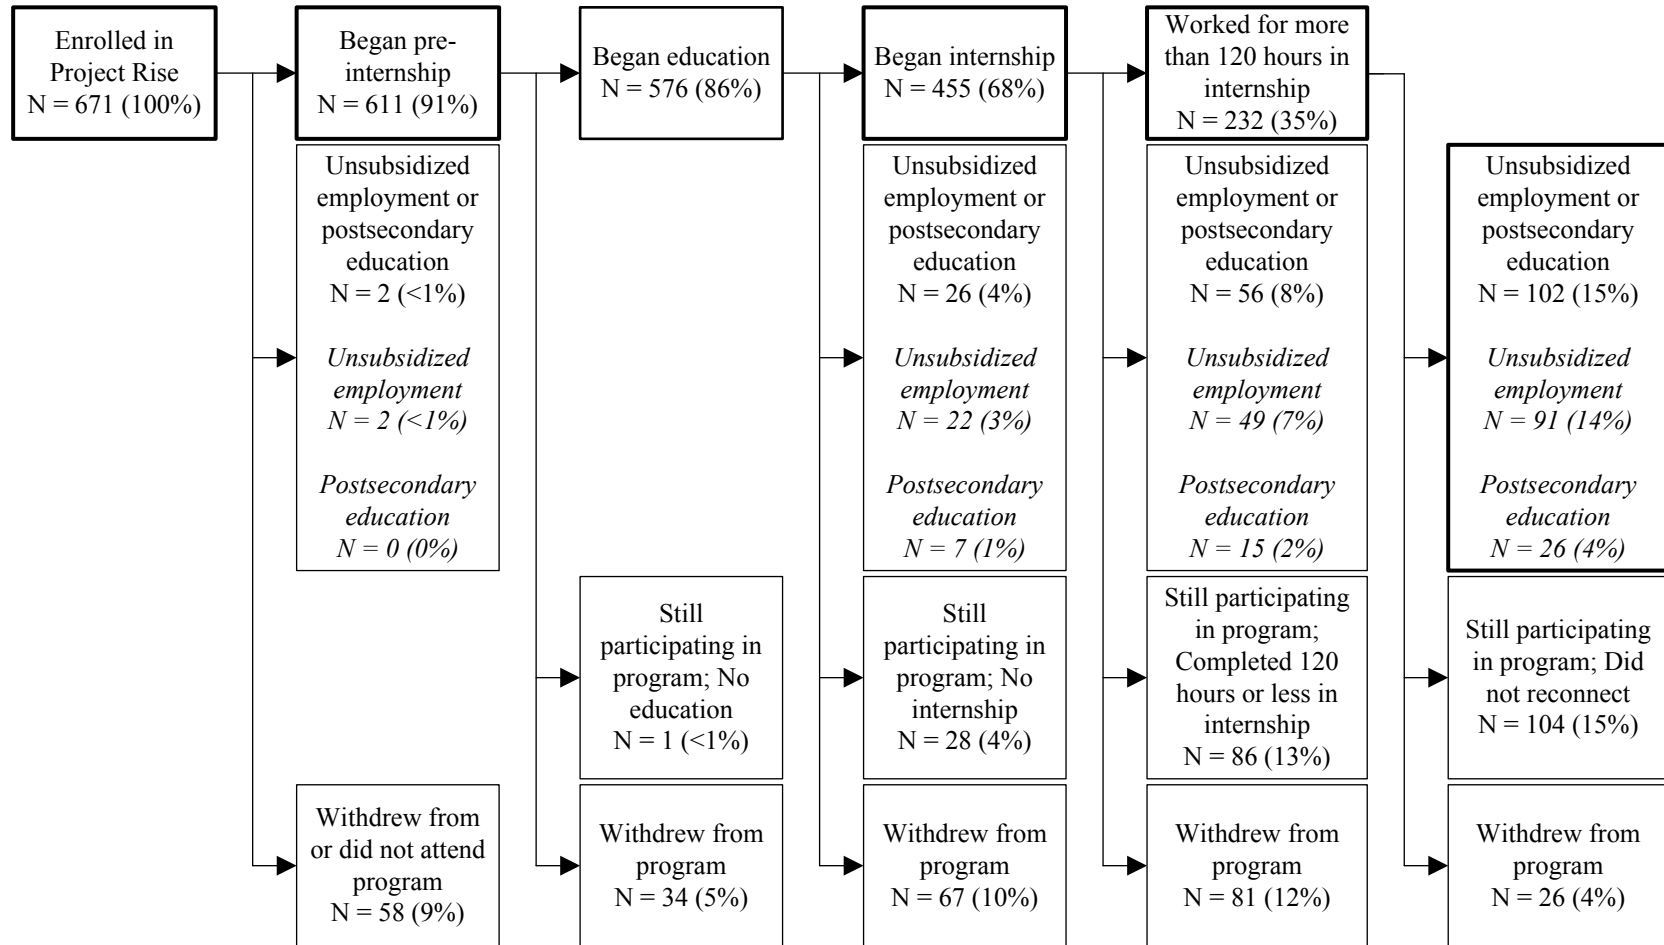 Enrolled in
Project Rise
N = 671 (100%)
Began pre-
internship
N = 611 (91%)
Began education
N = 576 (86%)
Began internship
N = 455 (68%)
Worked for more
than 120 hours in
internship
N = 232 (35%)
Unsubsidized
employment or
postsecondary
education
N = 2 (<1%)
Unsubsidized
employment
N = 2 (<1%)
Postsecondary
education
N = 0 (0%)
Unsubsidized
employment or
postsecondary
education
N = 26 (4%)
Unsubsidized
employment
N = 22 (3%)
Postsecondary
education
N = 7 (1%)
Unsubsidized
employment or
postsecondary
education
N = 56 (8%)
Unsubsidized
employment
N = 49 (7%)
Postsecondary
education
N = 15 (2%)
Unsubsidized
employment or
postsecondary
education
N = 102 (15%)
Unsubsidized
employment
N = 91 (14%)
Postsecondary
education
N = 26 (4%)
Still
participating in
program; No
education
N = 1 (<1%)
Still
participating in
program; No
internship
N = 28 (4%)
Still participating
in program;
Completed 120
hours or less in
internship
N = 86 (13%)
Still participating
in program; Did
not reconnect
N = 104 (15%)
Withdrew from
or did not attend
program
N = 58 (9%)
Withdrew from
program
N = 34 (5%)
Withdrew from
program
N = 67 (10%)
Withdrew from
program
N = 81 (12%)
Withdrew from
program
N = 26 (4%)